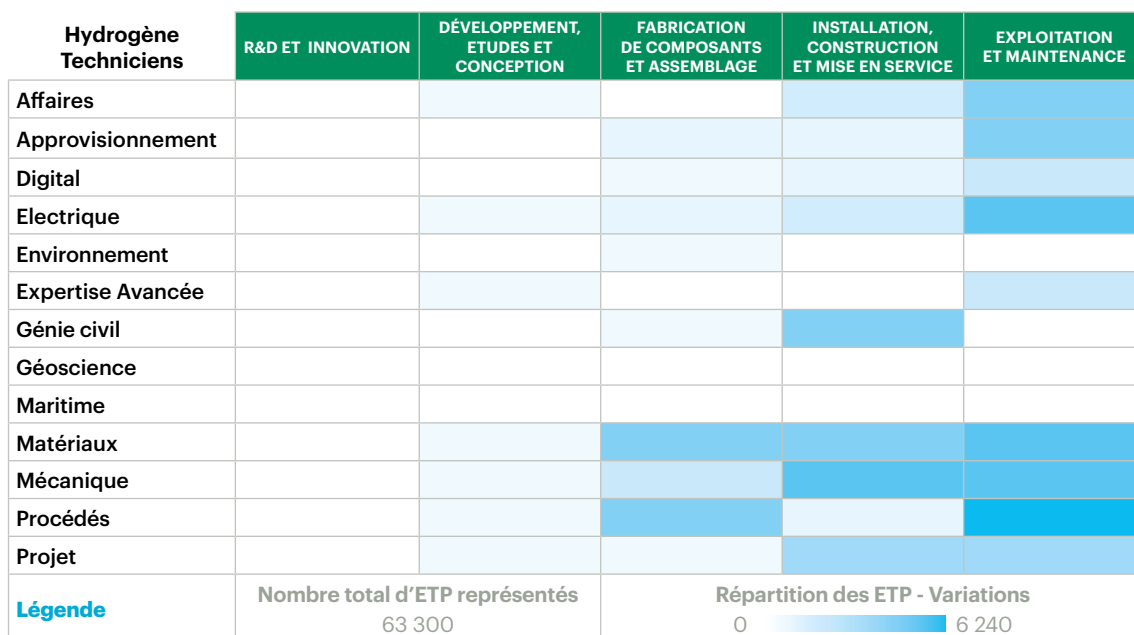 Hydrogène
Techniciens
R&D ET INNOVATION
DÉVELOPPEMENT,
ETUDES ET
CONCEPTION
FABRICATION
DE COMPOSANTS
ET ASSEMBLAGE
INSTALLATION,
CONSTRUCTION
ET MISE EN SERVICE
EXPLOITATION
ET MAINTENANCE
Affaires
Approvisionnement
Digital
Electrique
Environnement
Expertise Avancée
Génie civil
Géoscience
Maritime
Matériaux
Mécanique
Procédés
Projet
Légende
Nombre total d'ETP représentés
63 300
Répartition des ETP - Variations
0 6 240